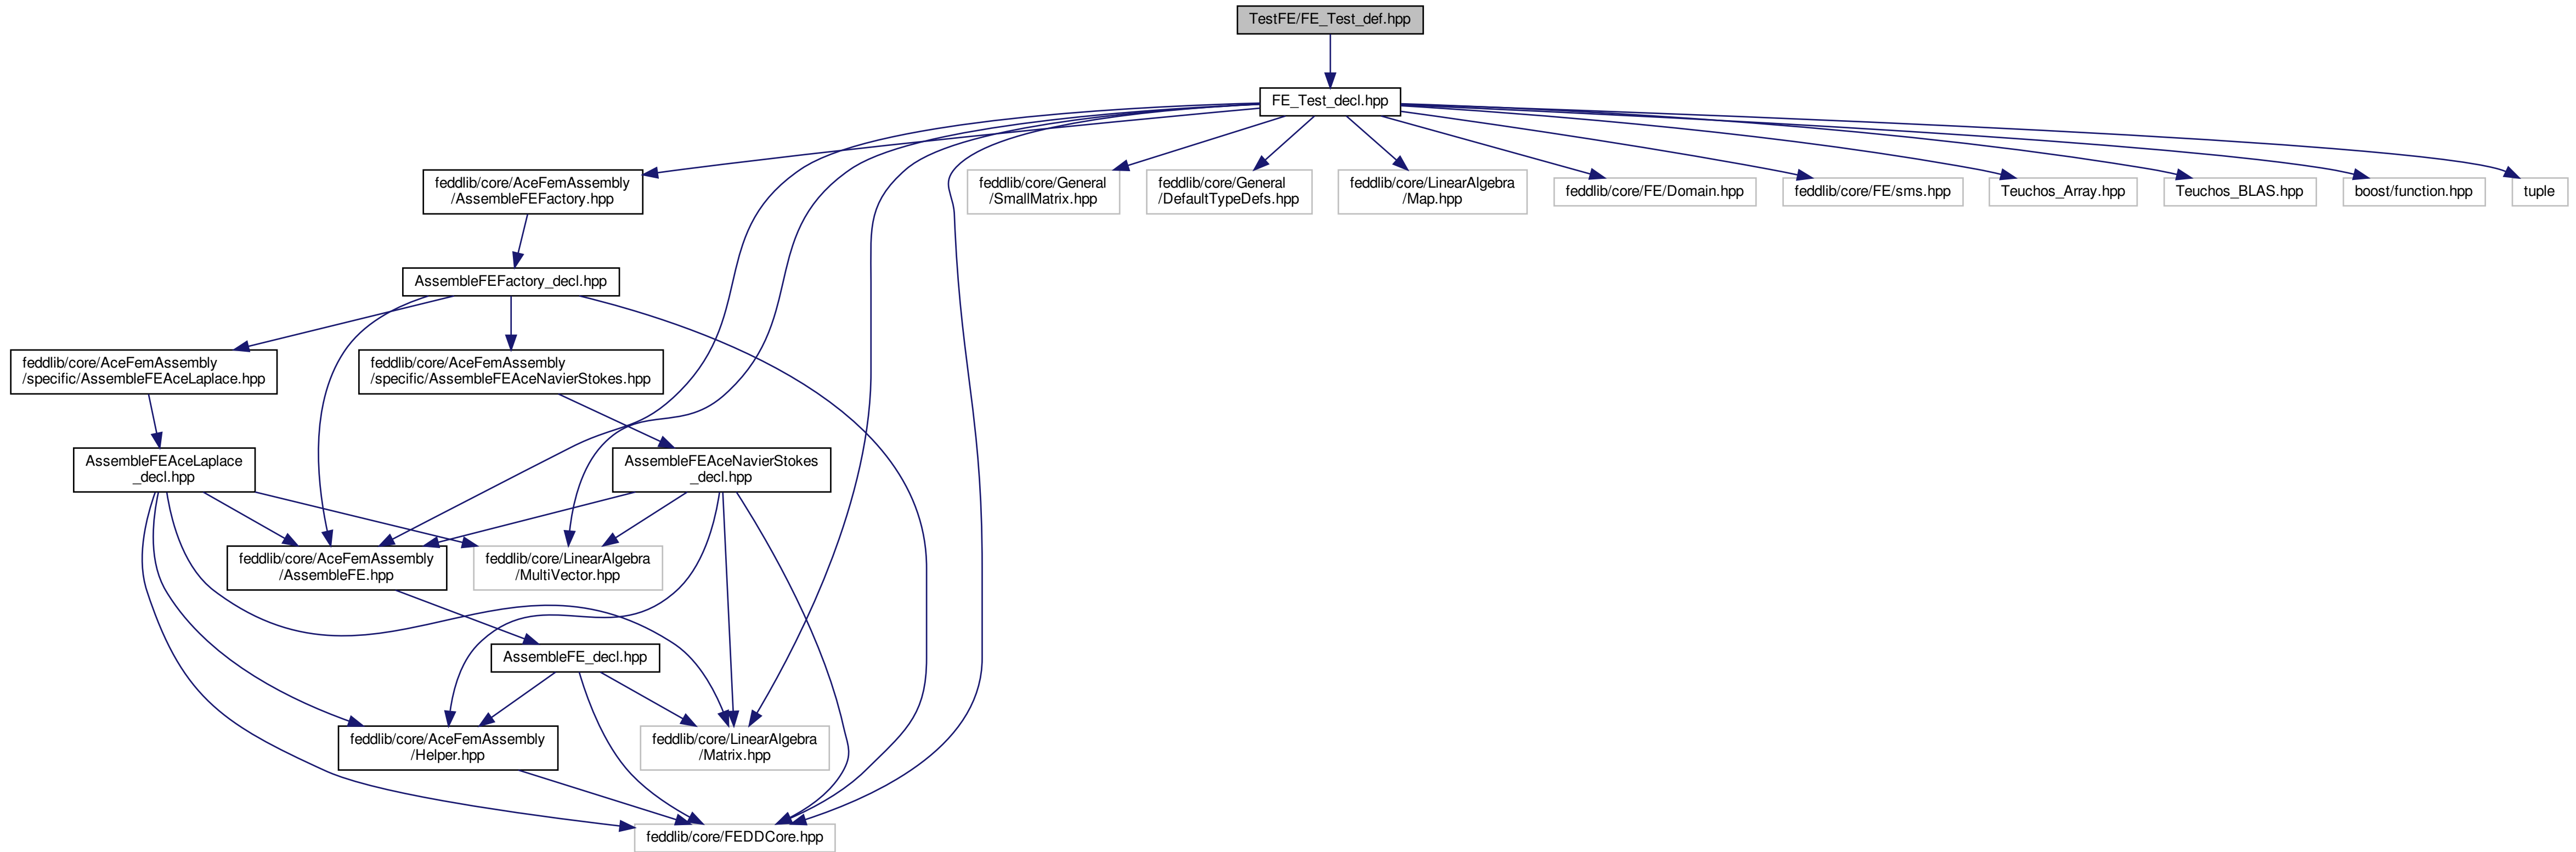 TestFE/FE_Test_def.hpp
FE_Test_decl.hpp
feddlib/core/AceFemAssembly
/AssembleFEFactory.hpp
feddlib/core/General
/SmallMatrix.hpp
feddlib/core/General
/DefaultTypeDefs.hpp
feddlib/core/LinearAlgebra
/Map.hpp
feddlib/core/FE/Domain.hpp
feddlib/core/FE/sms.hpp
Teuchos_Array.hpp
Teuchos_BLAS.hpp
boost/function.hpp
tuple
AssembleFEFactory_decl.hpp
feddlib/core/AceFemAssembly
/specific/AssembleFEAceLaplace.hpp
feddlib/core/AceFemAssembly
/specific/AssembleFEAceNavierStokes.hpp
AssembleFEAceLaplace
_decl.hpp
AssembleFEAceNavierStokes
_decl.hpp
feddlib/core/AceFemAssembly
/AssembleFE.hpp
feddlib/core/LinearAlgebra
/MultiVector.hpp
AssembleFE_decl.hpp
feddlib/core/AceFemAssembly
/Helper.hpp
feddlib/core/LinearAlgebra
/Matrix.hpp
feddlib/core/FEDDCore.hpp